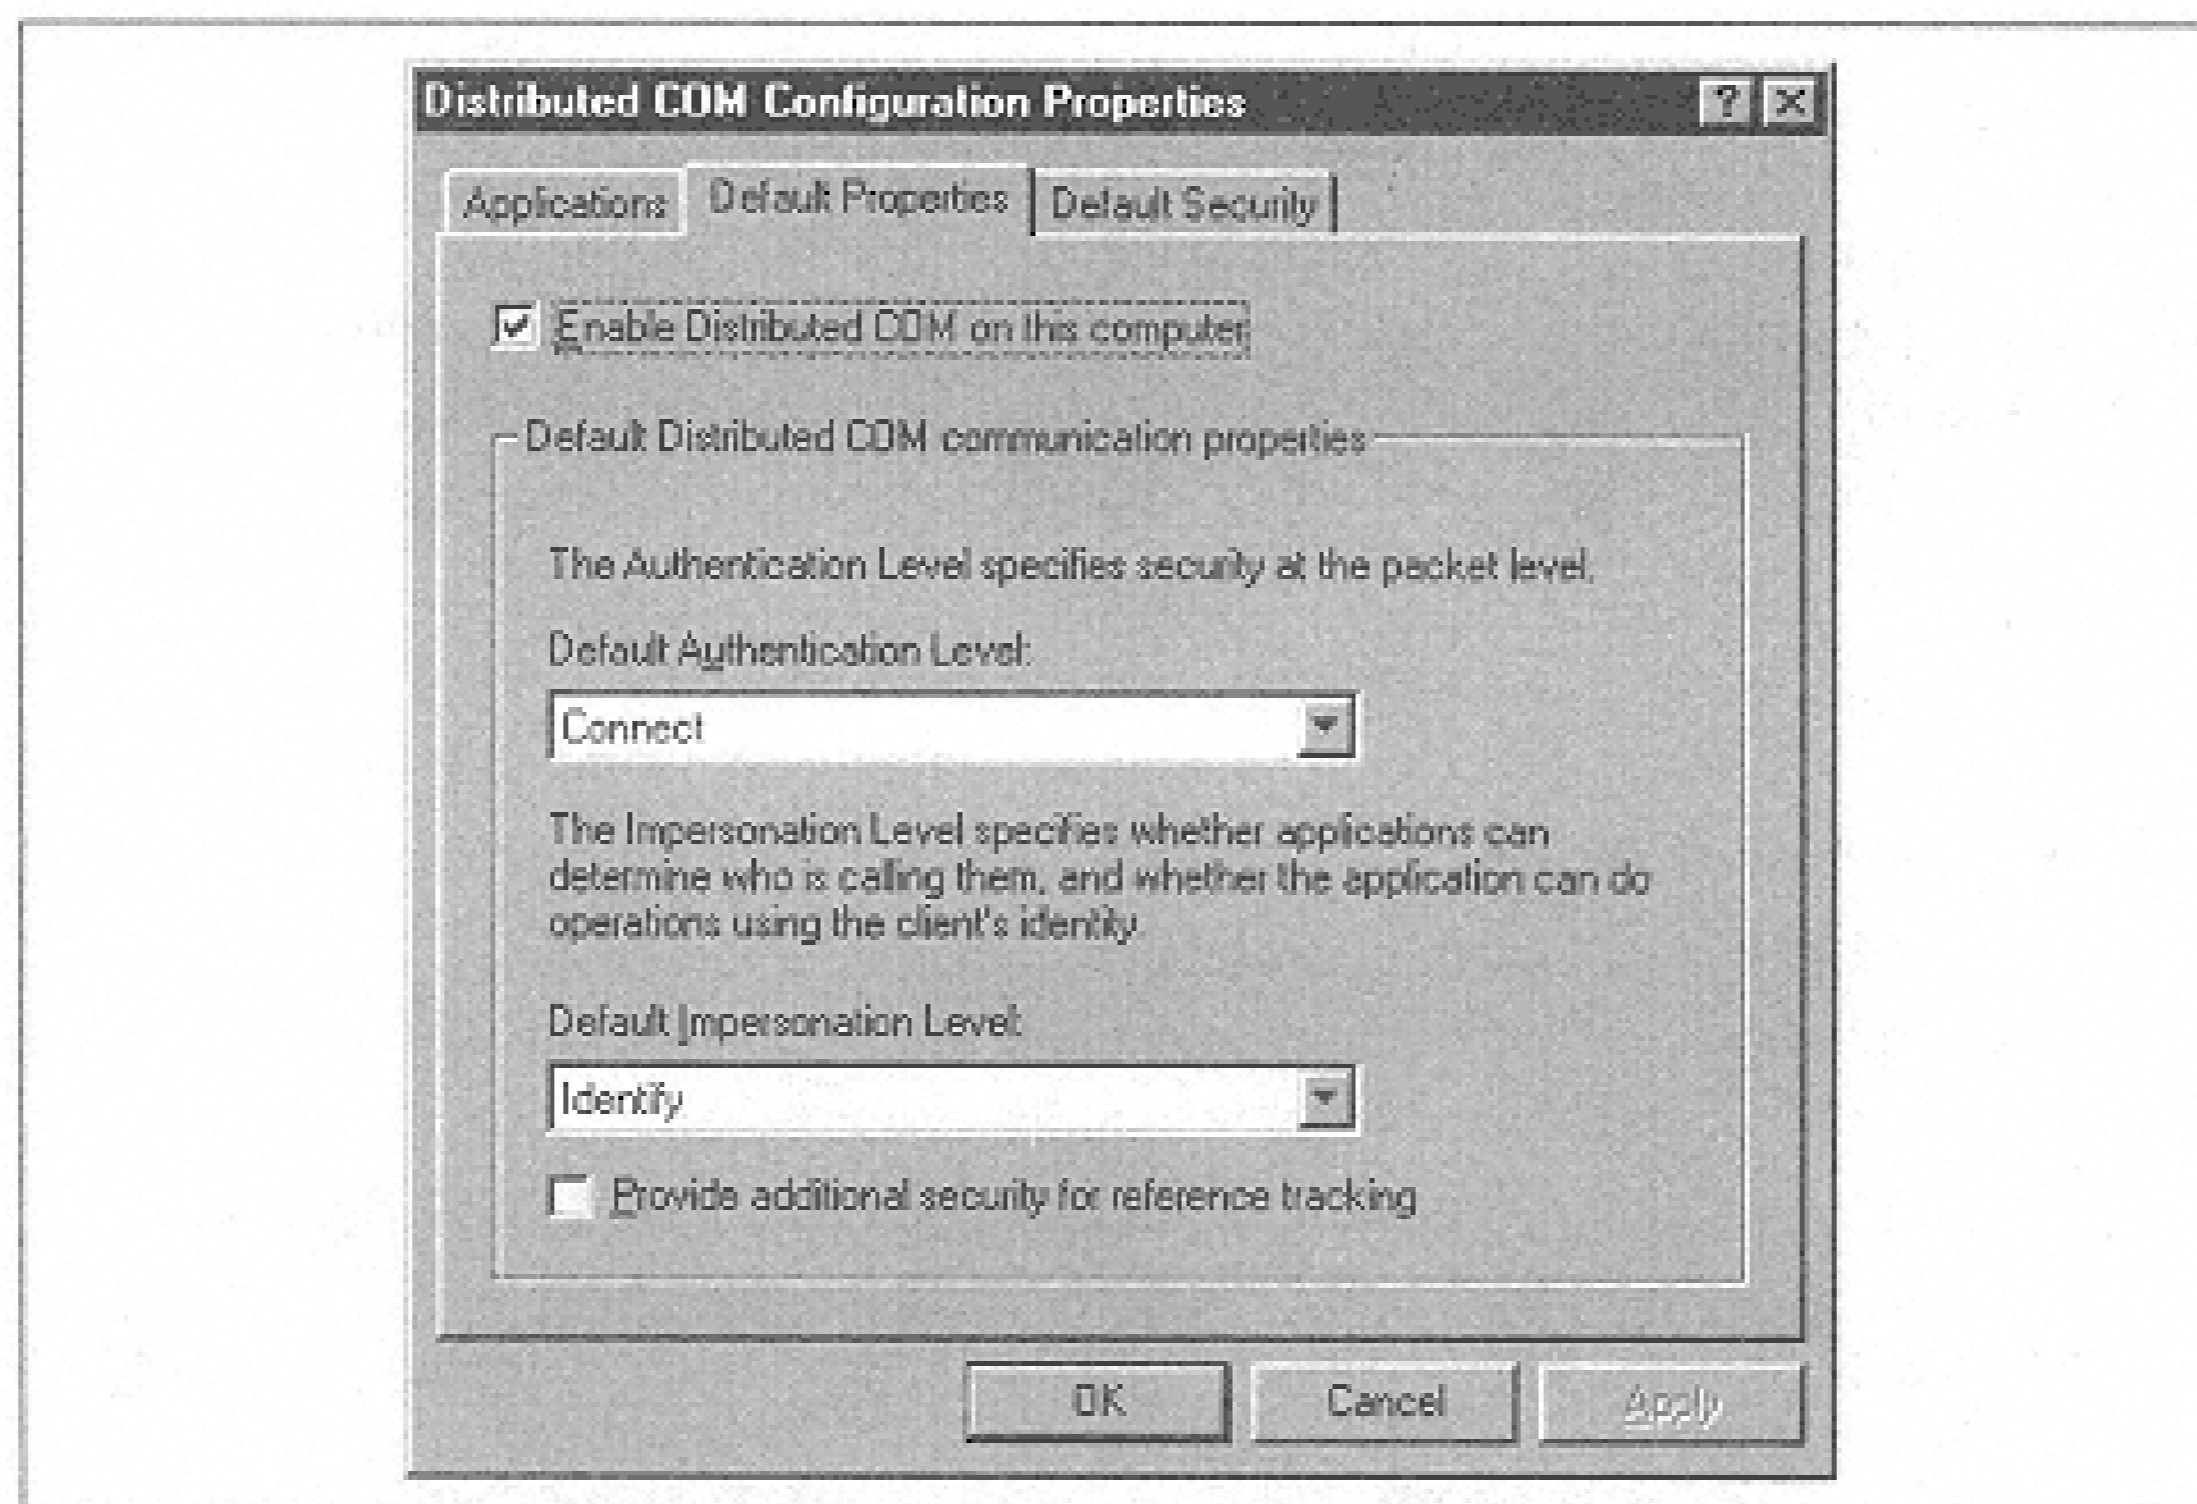 Distributed COM Configuration Properties
Applications
Default Properties
Default Security
Enable Distributed COM on this computer
Default Distributed COM communication properties
The Authentication Level specifies security at the packet level.
Default Authentication Level:
Connect
The Impersonation Level specifies whether applications can
determine who is calling them, and whether the application can do
operations using the client's identity.
Default Impersonation Level:
Identify
Provide additional security for reference tracking
OK
Cancel
Apply